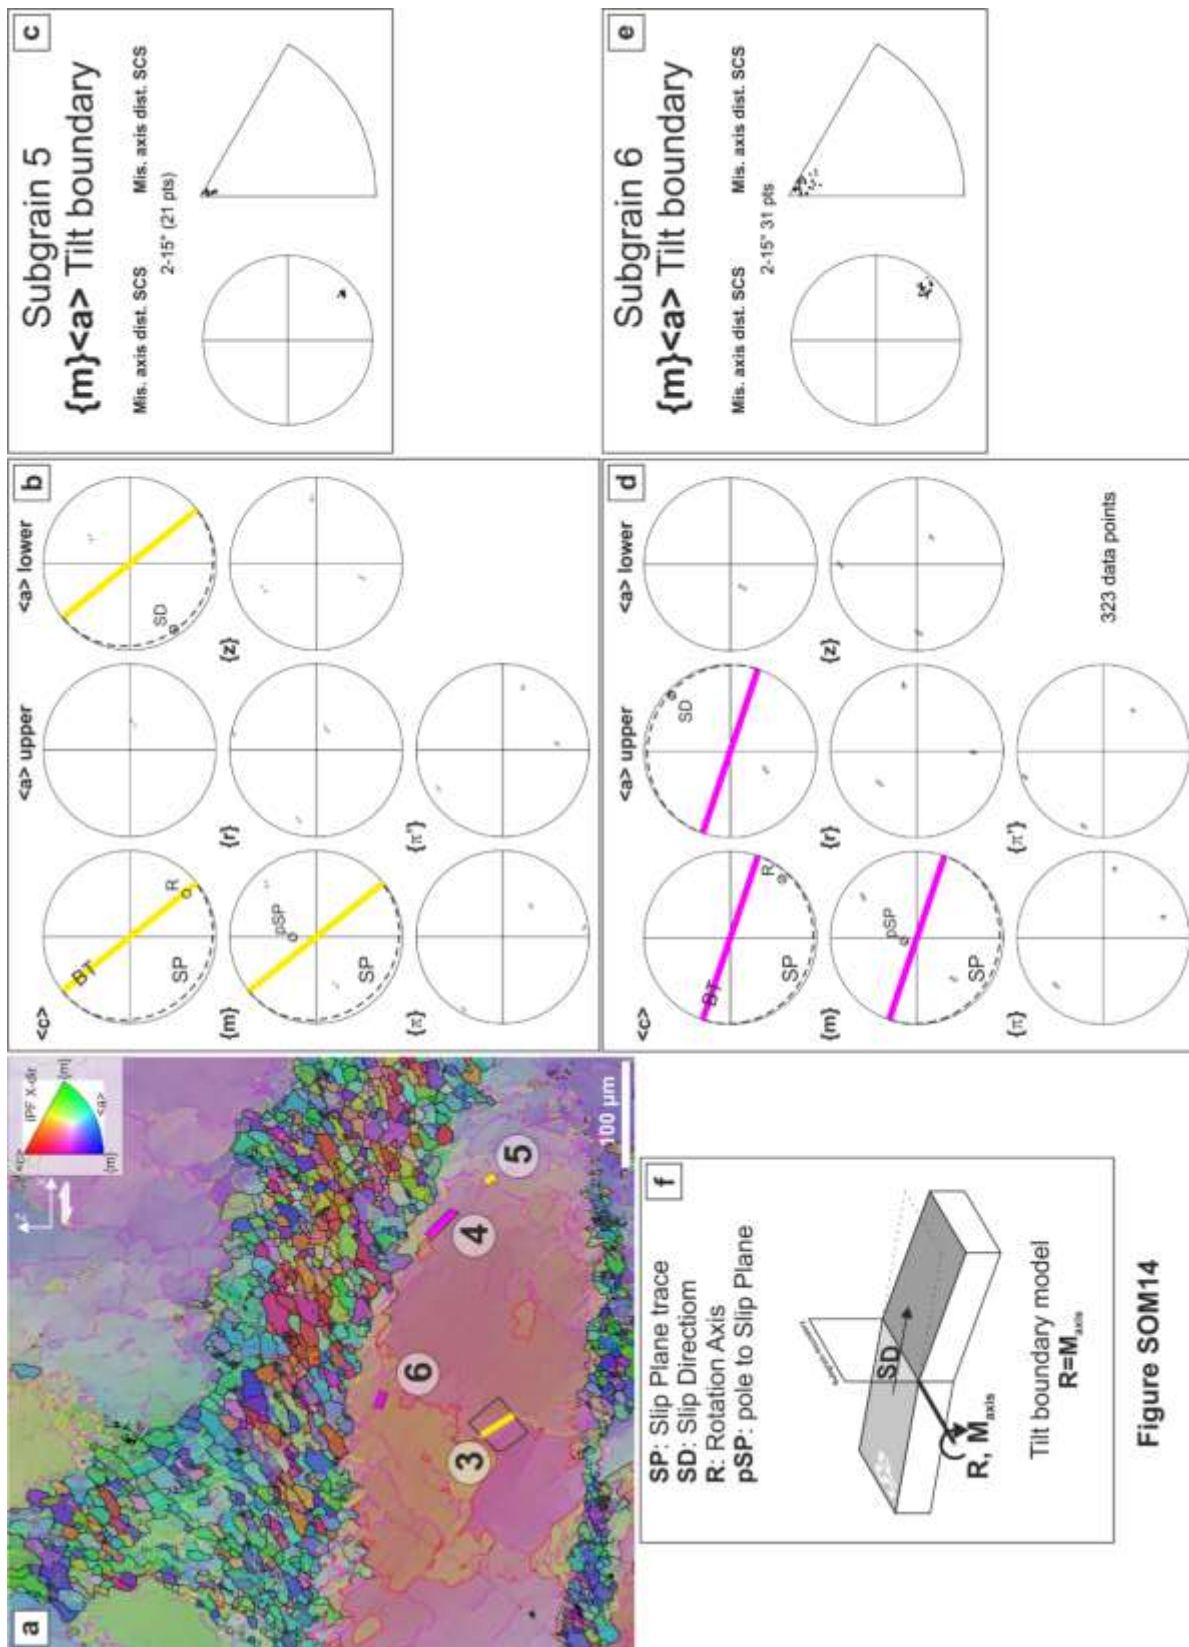 a
iPF X-dir.
<c>
{m}
{m}
<a>
100 µm
3
6
4
5
b
<c>
<a> upper
<a> lower
BT
R
SP
SD
{m}
{r}
{z}
pSP
SP
{π}
{π'}
c
Subgrain 5
{m}<a> Tilt boundary
Mis. axis dist. SCS
Mis. axis dist. SCS
2-15° (21 pts)
d
<c>
<a> upper
<a> lower
BT
R
SP
SD
{m}
{r}
{z}
pSP
SP
{π}
{π'}
323 data points
e
Subgrain 6
{m}<a> Tilt boundary
Mis. axis dist. SCS
Mis. axis dist. SCS
2-15° 31 pts
f
SP: Slip Plane trace
SD: Slip Directiom
R: Rotation Axis
pSP: pole to Slip Plane
SD
R, Maxis
Tilt boundary model
R=Maxis
Figure SOM14